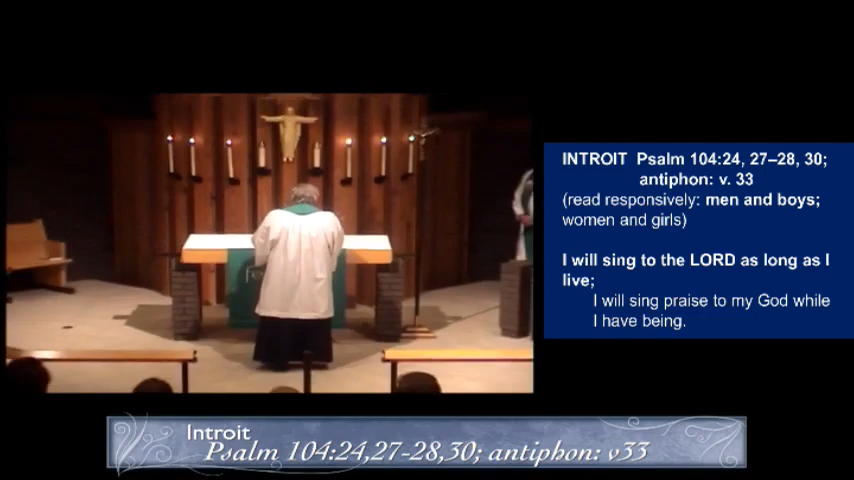 INTROIT Psalm 104:24, 27–28, 30;
antiphon: v. 33
(read responsively: men and boys;
women and girls)
I will sing to the LORD as long as I
live;
I will sing praise to my God while
I have being.
Introit
Psalm 104:24,27-28,30; antiphon: v33